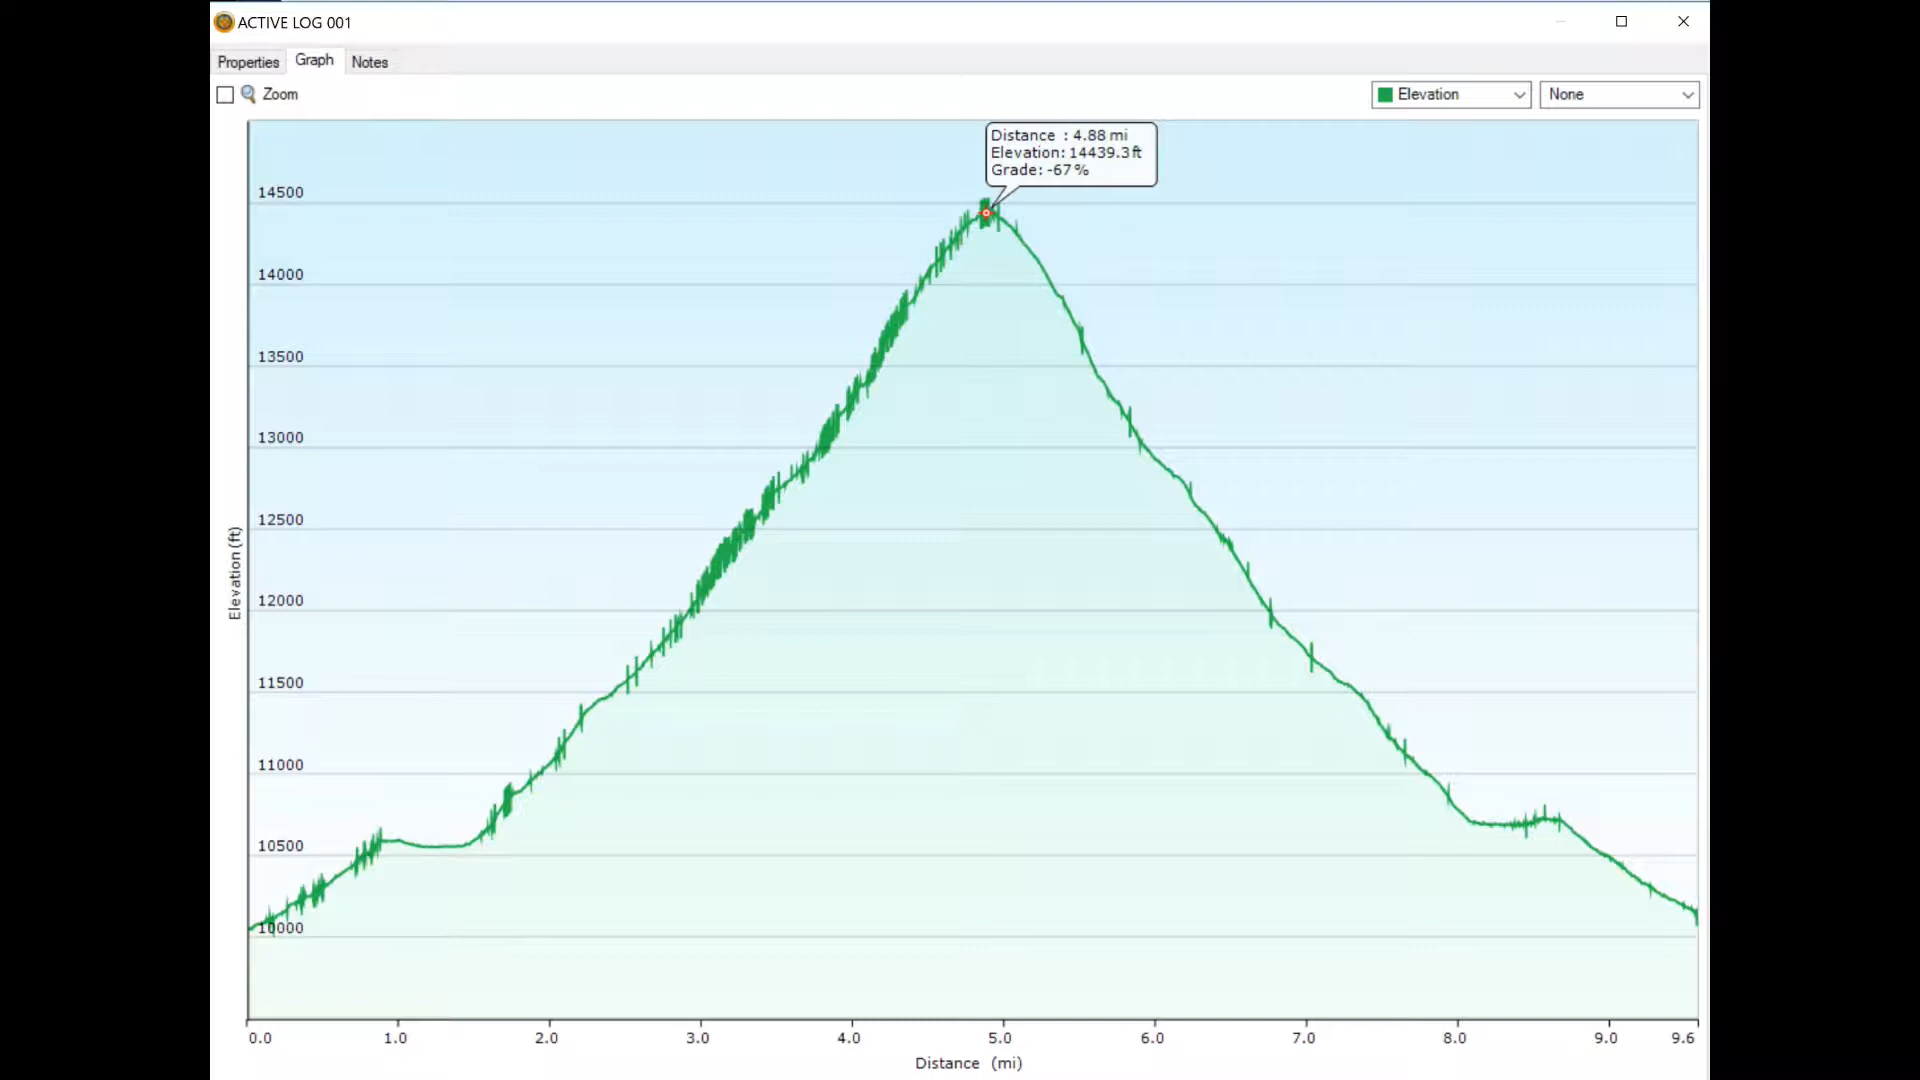 ACTIVE LOG 001
Properties Graph Notes
Zoom
Elevation None
Distance : 4.88 mi
Elevation: 14439.3 ft
Grade: -67 %
14500
14000
13500
13000
12500
12000
11500
11000
10500
10000
Elevation (ft)
0.0 1.0 2.0 3.0 4.0 5.0 6.0 7.0 8.0 9.0 9.6
Distance (mi)